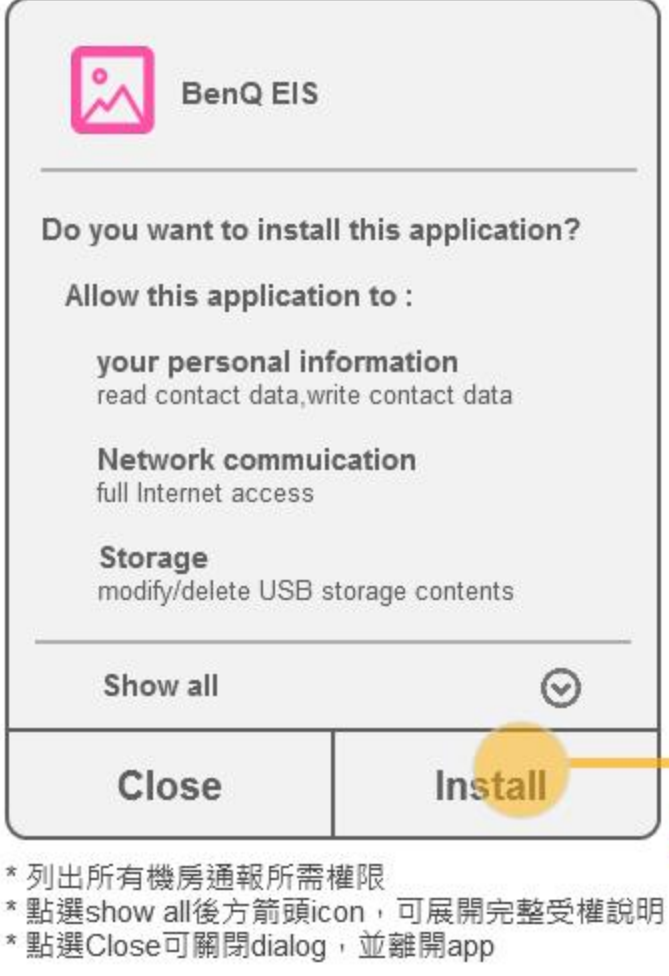 BenQ EIS
Do you want to install this application?
Allow this application to :
your personal information
read contact data,write contact data
Network commuication
full Internet access
Storage
modify/delete USB storage contents
Show all
Close
Install
* 列出所有機房通報所需權限
* 點選show all後方箭頭icon，可展開完整受權說明
* 點選Close可關閉dialog，並離開app